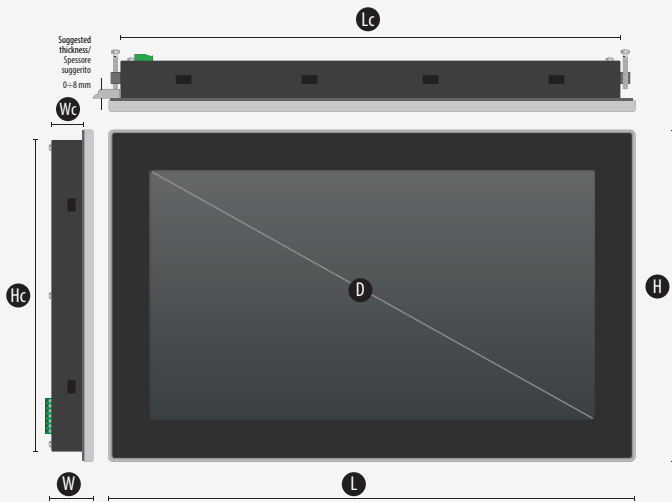 Lc
Suggested
thickness/
Spessore
suggerito
0÷8 mm
Wc
Hc
D
H
W
L